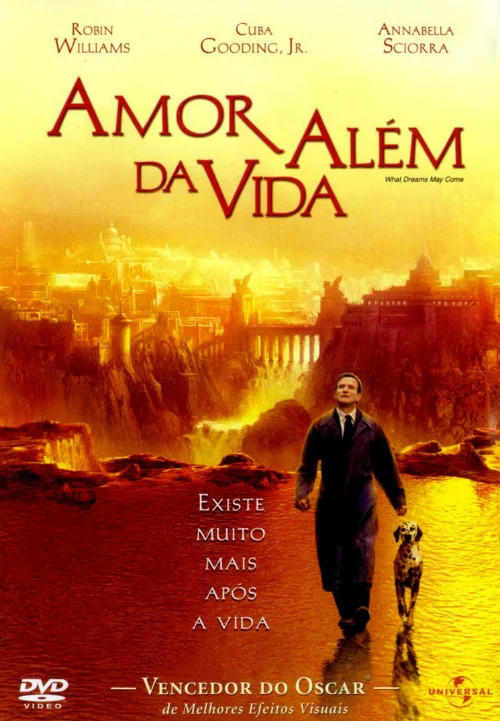 Robin Williams
Cuba Gooding, Jr.
Annabella Sciorra
Amor Além
da Vida
What Dreams May Come
Existe
muito
mais
após
a vida
DVD
VIDEO
— Vencedor do Oscar —
de Melhores Efeitos Visuais
UNIVERSAL